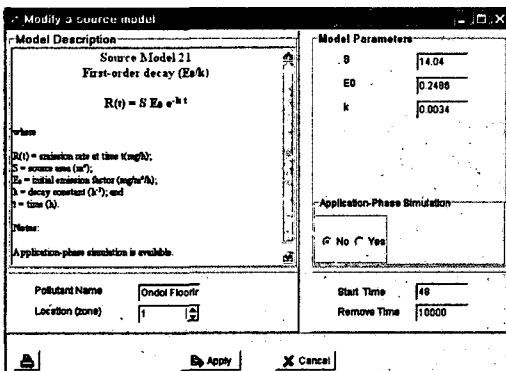 Modify a source model
Model Description
Source Model 21
First-order decay (E₀/k)
R(t) = S E₀ e^-k t
where
R(t) = emission rate at time t(mg/h);
S = source area (m²);
E₀ = initial emission factor (mg/m²/h);
k = decay constant (h⁻¹); and
t = time (h).
Notes:
Application-phase simulation is available.
Model Parameters
S 14.04
E0 0.2486
k 0.0034
Application-Phase Simulation
No Yes
Pollutant Name Ondol Floorir
Location (zone) 1
Start Time 48
Remove Time 10000
Apply Cancel